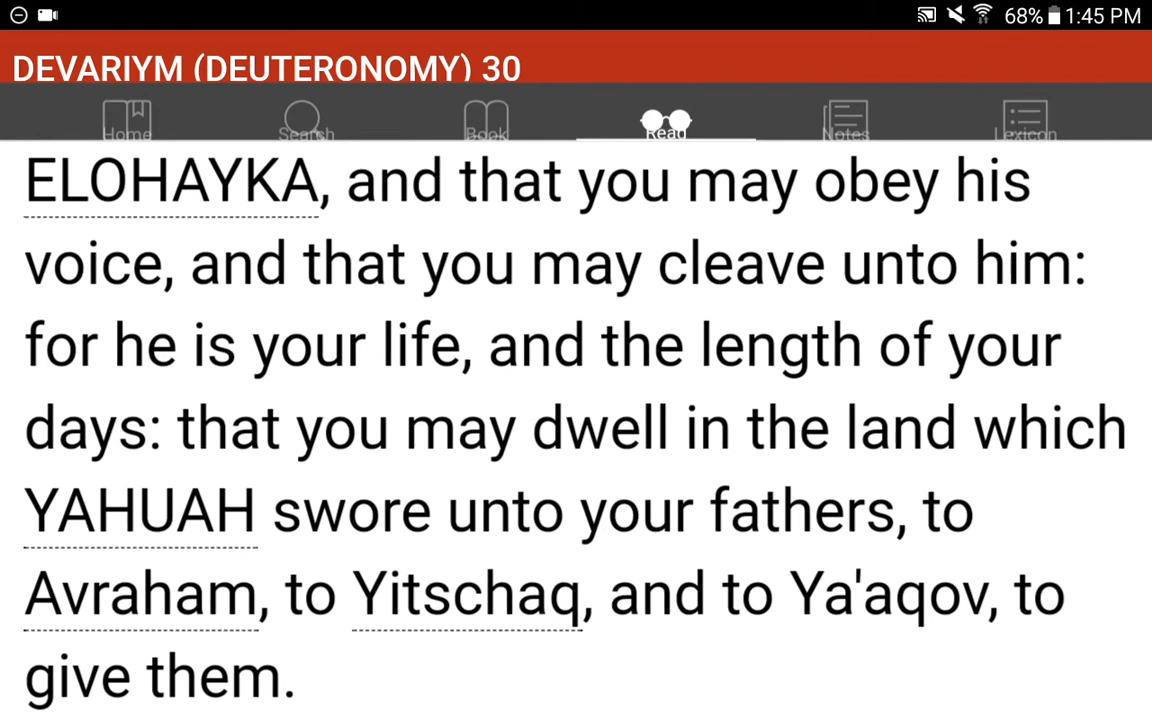 68% 1:45 PM
DEVARIYM (DEUTERONOMY) 30
Home Search Book Read Notes Lexicon
ELOHAYKA, and that you may obey his
voice, and that you may cleave unto him:
for he is your life, and the length of your
days: that you may dwell in the land which
YAHUAH swore unto your fathers, to
Avraham, to Yitschaq, and to Ya'aqov, to
give them.